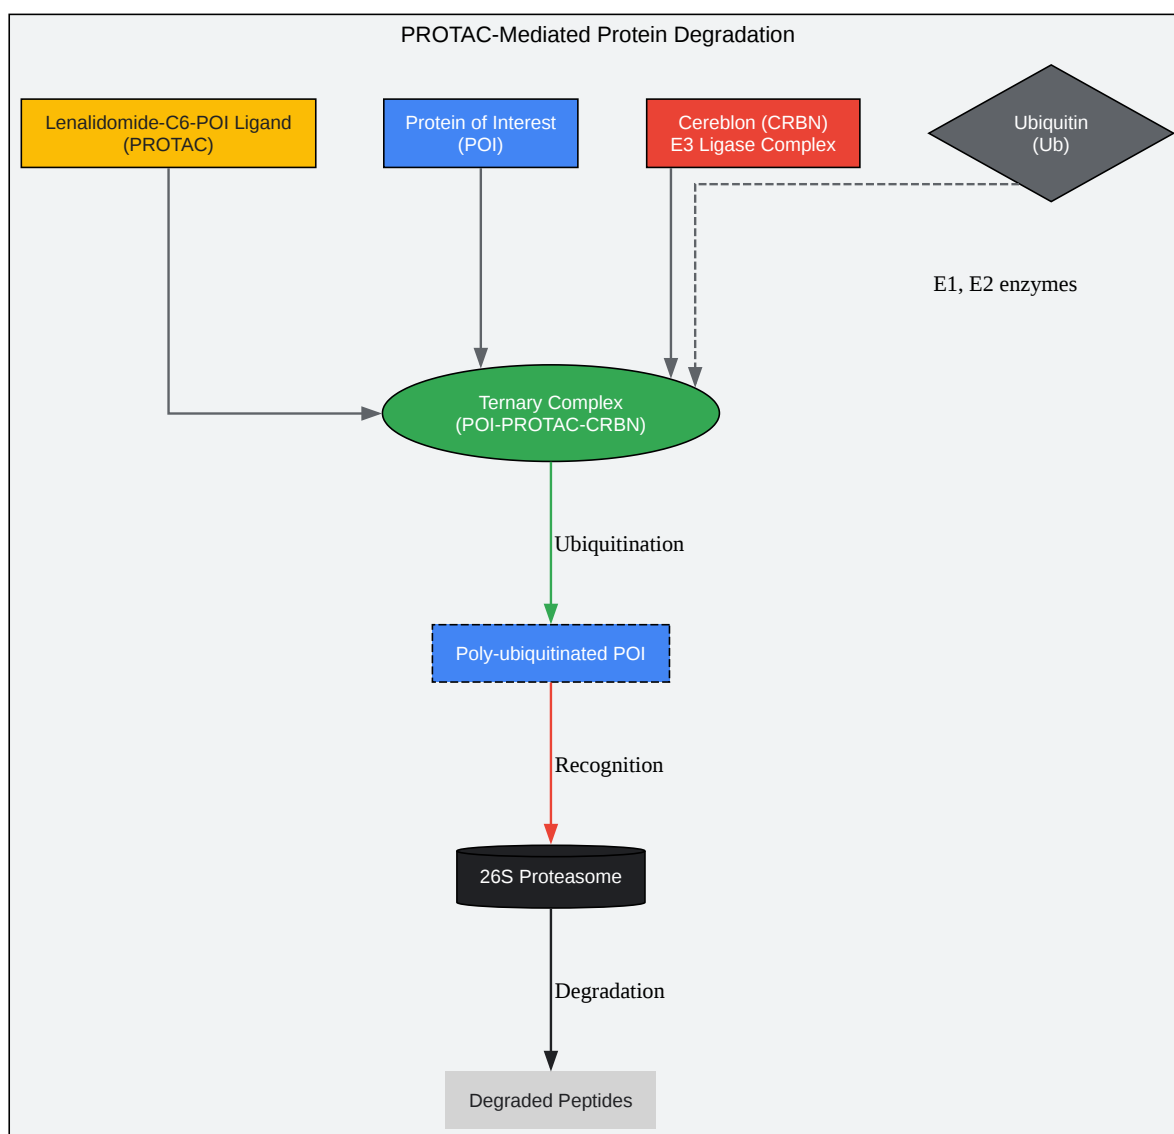 PROTAC-Mediated Protein Degradation
Lenalidomide-C6-POI Ligand
(PROTAC)
Protein of Interest
(POI)
Cereblon (CRBN)
E3 Ligase Complex
Ubiquitin
(Ub)
E1, E2 enzymes
Ternary Complex
(POI-PROTAC-CRBN)
Ubiquitination
Poly-ubiquitinated POI
Recognition
26S Proteasome
Degradation
Degraded Peptides